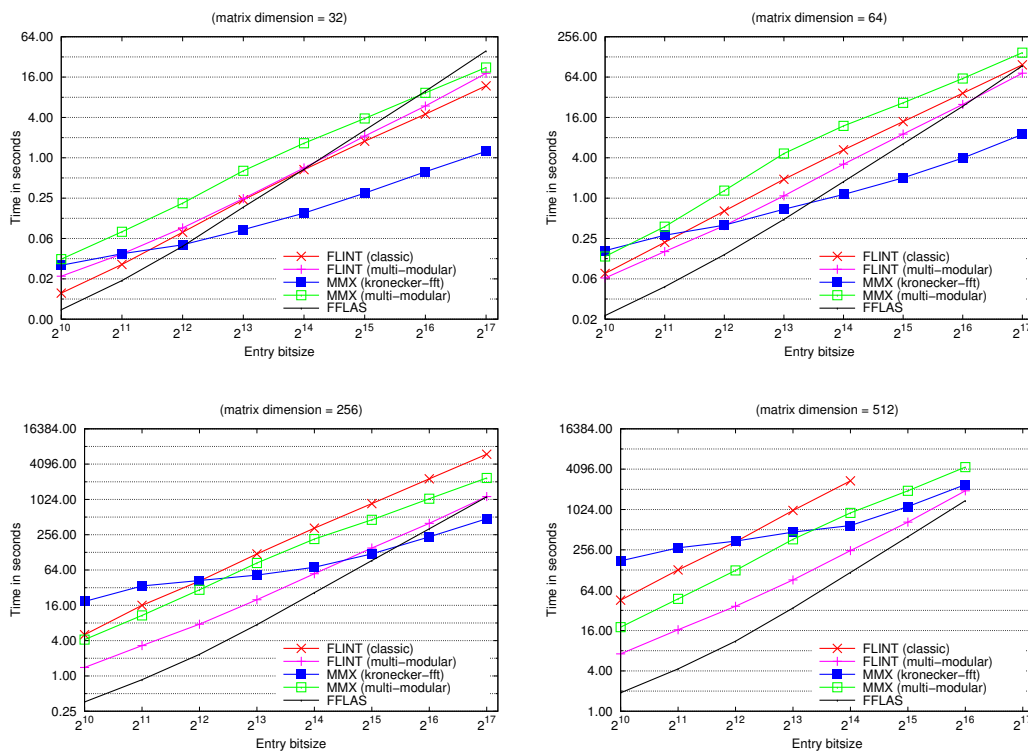 (matrix dimension = 32)
64.00
16.00
4.00
1.00
0.25
0.06
0.02
0.00
Time in seconds
2^10 2^11 2^12 2^13 2^14 2^15 2^16 2^17
Entry bitsize
FLINT (classic)
FLINT (multi-modular)
MMX (kronecker-fft)
MMX (multi-modular)
FFLAS
(matrix dimension = 64)
256.00
64.00
16.00
4.00
1.00
0.25
0.06
0.02
Time in seconds
2^10 2^11 2^12 2^13 2^14 2^15 2^16 2^17
Entry bitsize
FLINT (classic)
FLINT (multi-modular)
MMX (kronecker-fft)
MMX (multi-modular)
FFLAS
(matrix dimension = 256)
16384.00
4096.00
1024.00
256.00
64.00
16.00
4.00
1.00
0.25
Time in seconds
2^10 2^11 2^12 2^13 2^14 2^15 2^16 2^17
Entry bitsize
FLINT (classic)
FLINT (multi-modular)
MMX (kronecker-fft)
MMX (multi-modular)
FFLAS
(matrix dimension = 512)
16384.00
4096.00
1024.00
256.00
64.00
16.00
4.00
1.00
Time in seconds
2^10 2^11 2^12 2^13 2^14 2^15 2^16 2^17
Entry bitsize
FLINT (classic)
FLINT (multi-modular)
MMX (kronecker-fft)
MMX (multi-modular)
FFLAS